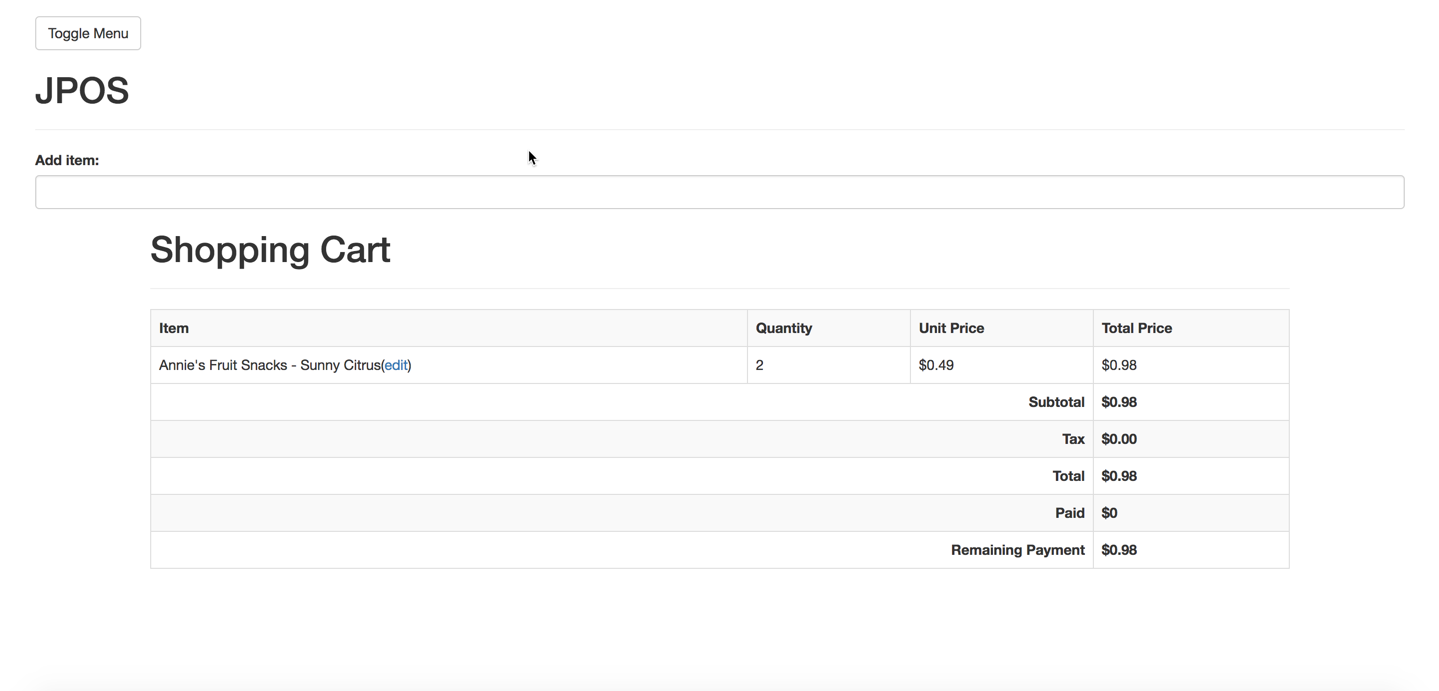 Toggle Menu
JPOS
Add item:
Shopping Cart
Item Quantity Unit Price Total Price
Annie's Fruit Snacks - Sunny Citrus(edit) 2 $0.49 $0.98
Subtotal $0.98
Tax $0.00
Total $0.98
Paid $0
Remaining Payment $0.98